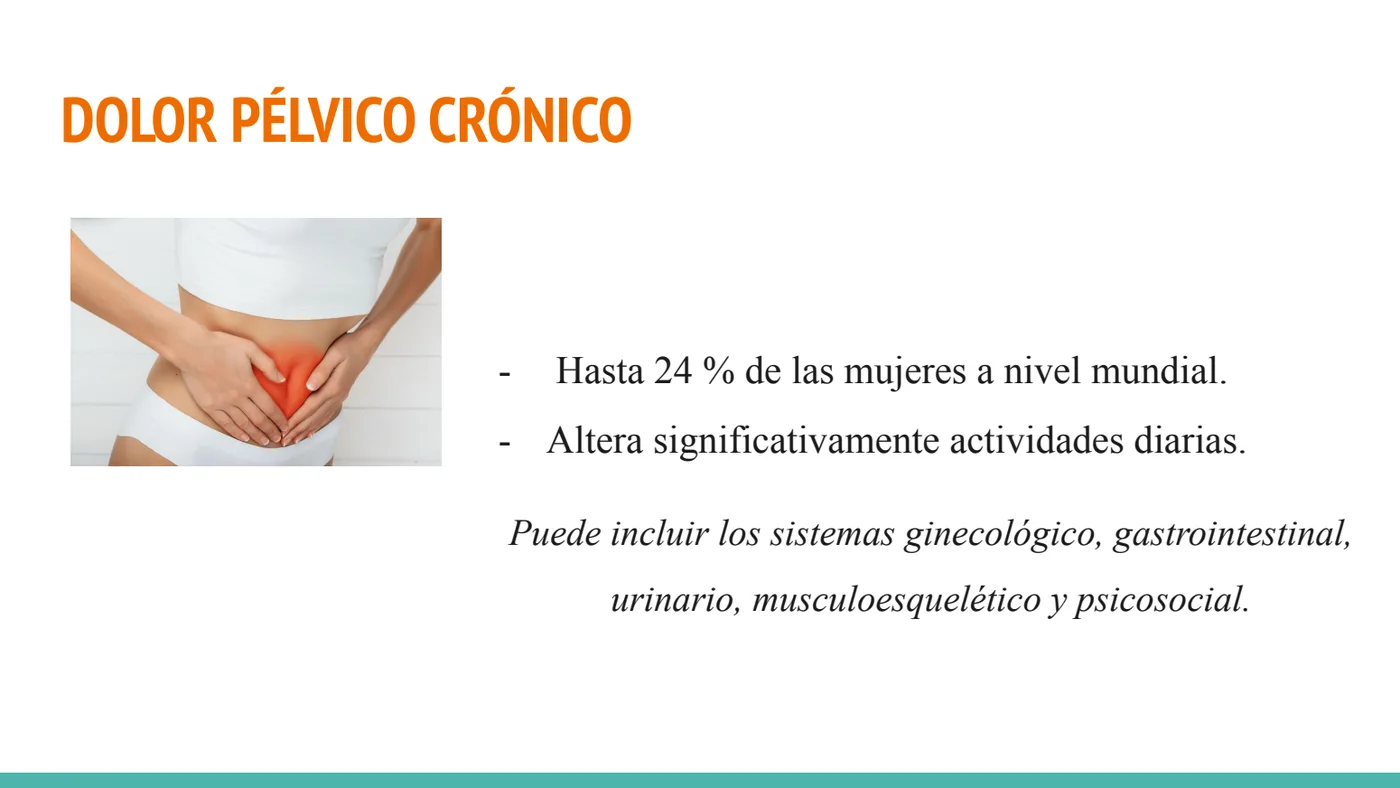 DOLOR PÉLVICO CRÓNICO
- Hasta 24 % de las mujeres a nivel mundial.
- Altera significativamente actividades diarias.
Puede incluir los sistemas ginecológico, gastrointestinal,
urinario, musculoesquelético y psicosocial.